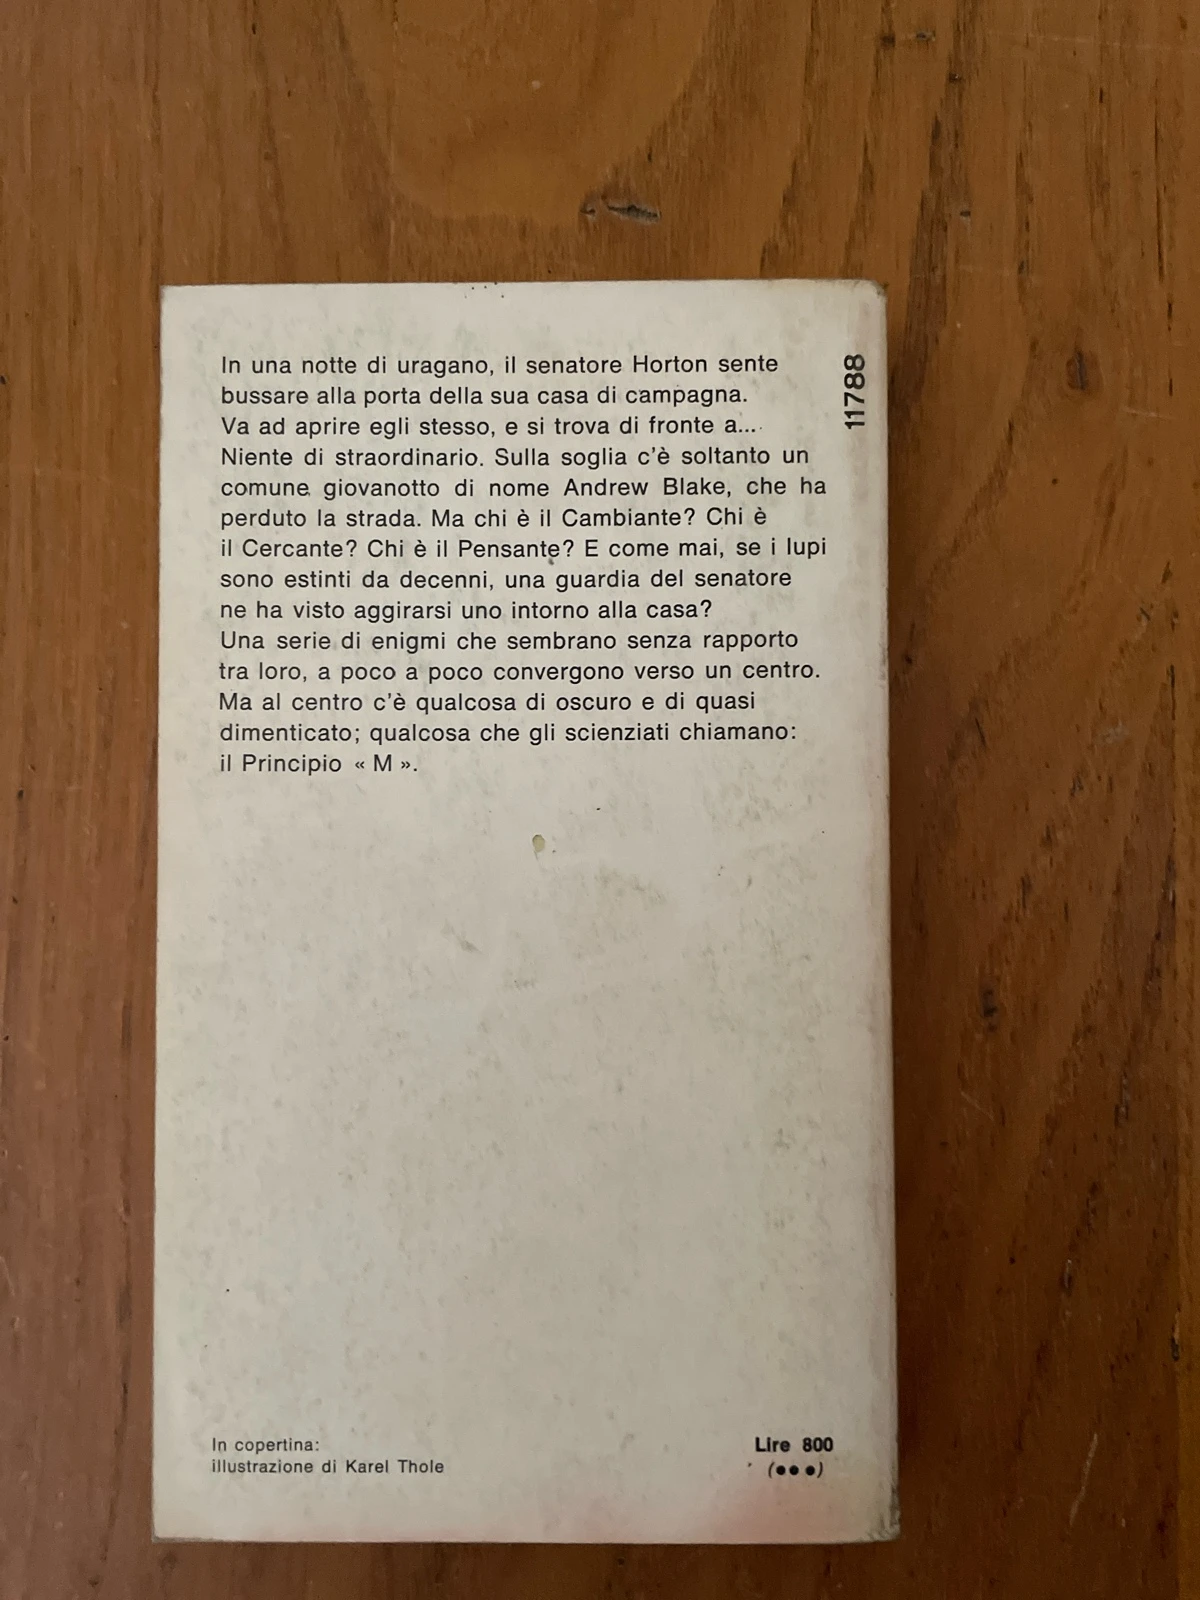 In una notte di uragano, il senatore Horton sente
bussare alla porta della sua casa di campagna.
Va ad aprire egli stesso, e si trova di fronte a...
Niente di straordinario. Sulla soglia c'è soltanto un
comune giovanotto di nome Andrew Blake, che ha
perduto la strada. Ma chi è il Cambiante? Chi è
il Cercante? Chi è il Pensante? E come mai, se i lupi
sono estinti da decenni, una guardia del senatore
ne ha visto aggirarsi uno intorno alla casa?
Una serie di enigmi che sembrano senza rapporto
tra loro, a poco a poco convergono verso un centro.
Ma al centro c'è qualcosa di oscuro e di quasi
dimenticato; qualcosa che gli scienziati chiamano:
il Principio « M ».
11788
In copertina:
illustrazione di Karel Thole
Lire 800
(●●●)